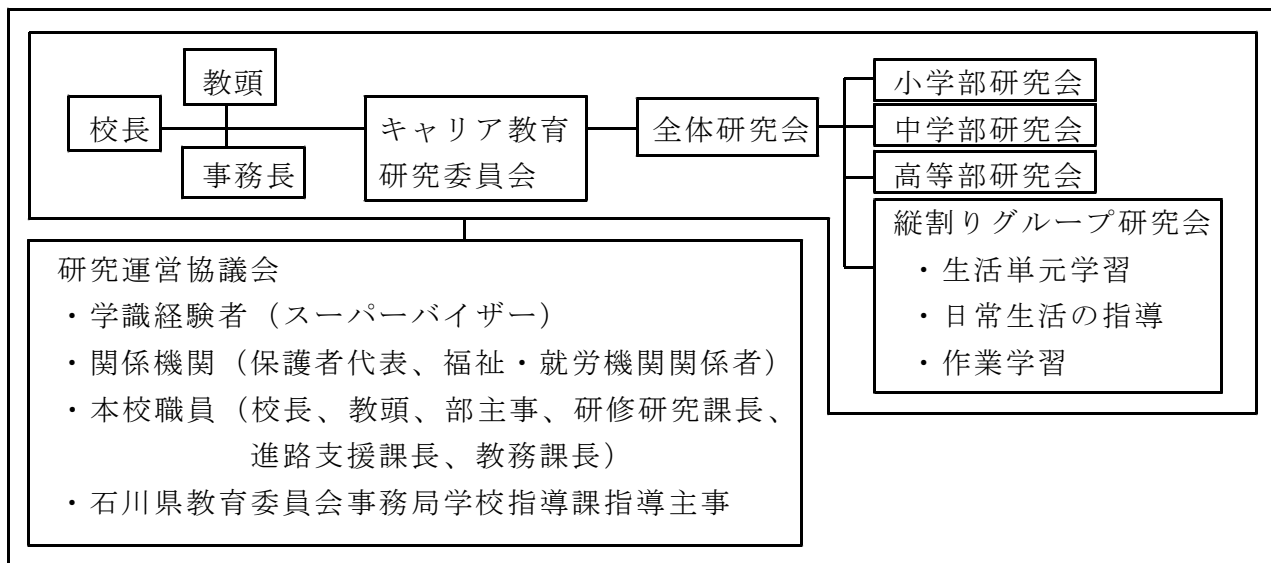 教頭
校長
事務長
キャリア教育
研究委員会
全体研究会
小学部研究会
中学部研究会
高等部研究会
縦割りグループ研究会
・生活単元学習
・日常生活の指導
・作業学習
研究運営協議会
・学識経験者（スーパーバイザー）
・関係機関（保護者代表、福祉・就労機関関係者）
・本校職員（校長、教頭、部主事、研修研究課長、
進路支援課長、教務課長）
・石川県教育委員会事務局学校指導課指導主事